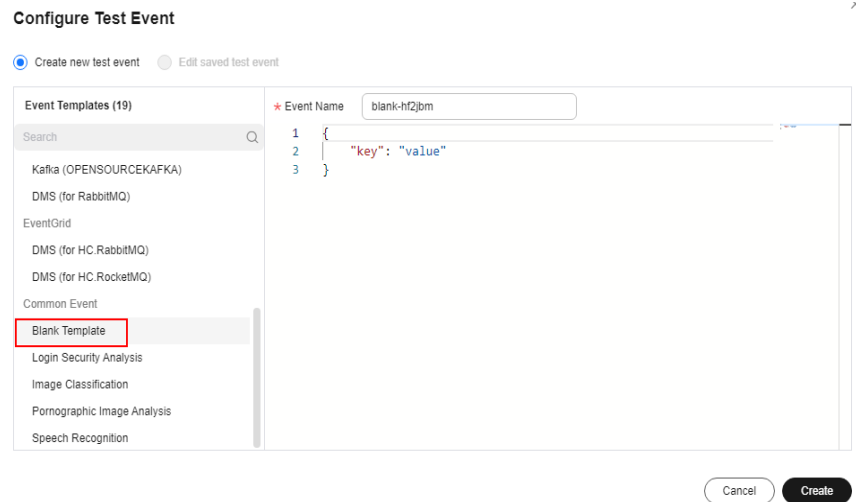 Configure Test Event
Create new test event Edit saved test event
Event Templates (19)
Search
Kafka (OPENSOURCEKAFKA)
DMS (for RabbitMQ)
EventGrid
DMS (for HC.RabbitMQ)
DMS (for HC.RocketMQ)
Common Event
Blank Template
Login Security Analysis
Image Classification
Pornographic Image Analysis
Speech Recognition
* Event Name blank-hf2jbm
1 {
2 "key": "value"
3 }
Cancel Create